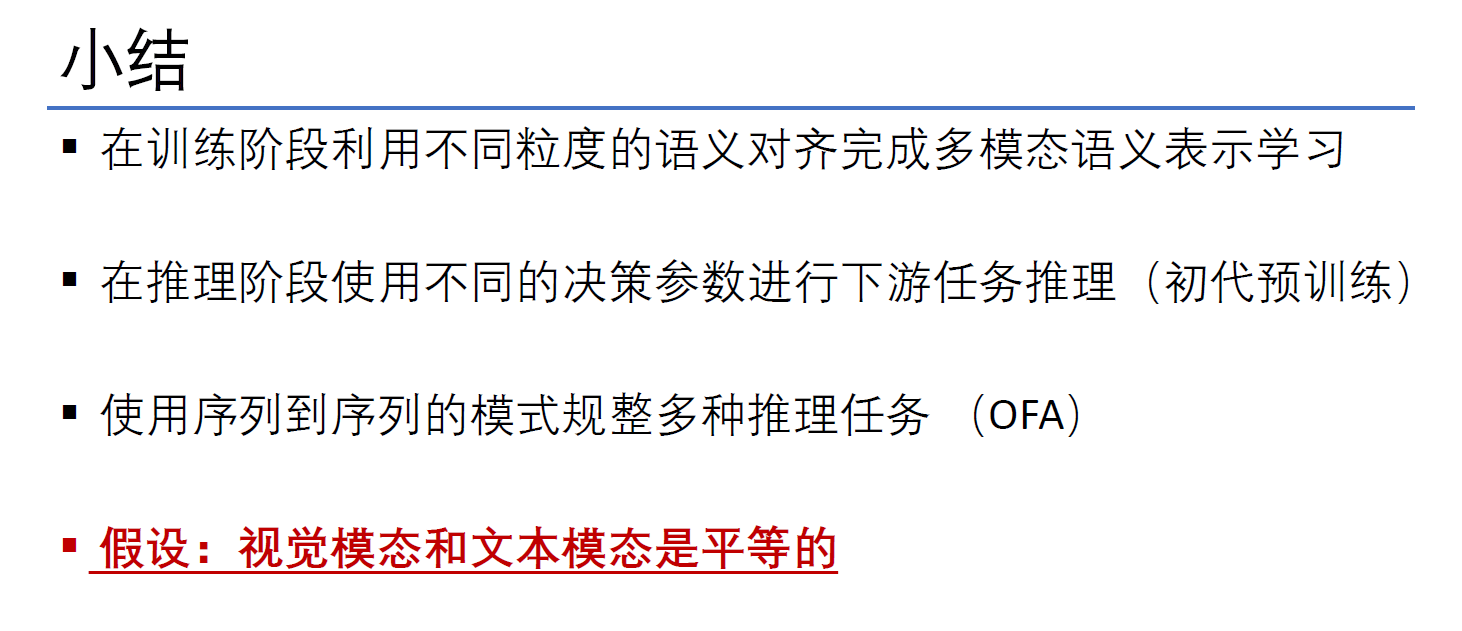 小结
▪ 在训练阶段利用不同粒度的语义对齐完成多模态语义表示学习
▪ 在推理阶段使用不同的决策参数进行下游任务推理（初代预训练）
▪ 使用序列到序列的模式规整多种推理任务 （OFA）
▪ 假设：视觉模态和文本模态是平等的